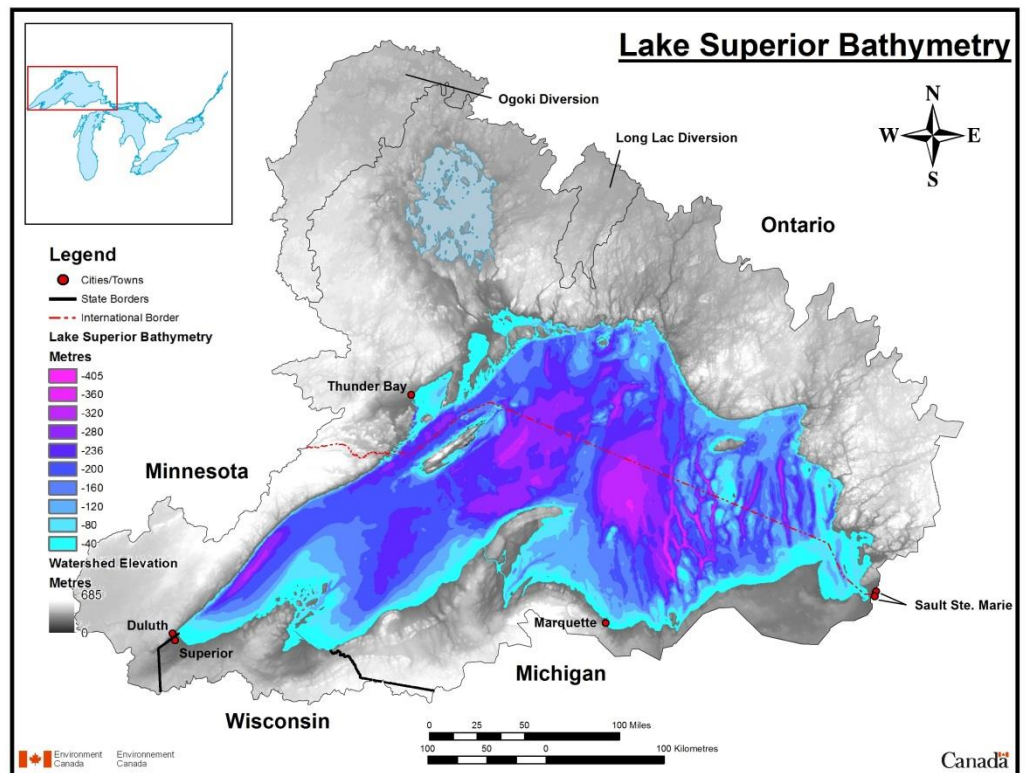 Lake Superior Bathymetry
Ogoki Diversion
Long Lac Diversion
N
W E
S
Ontario
Legend
Cities/Towns
State Borders
International Border
Lake Superior Bathymetry
Metres
-405
-360
-320
-280
-236
-200
-160
-120
-80
-40
Watershed Elevation
Metres
685
0
Thunder Bay
Minnesota
Duluth
Superior
Marquette
Sault Ste. Marie
Michigan
Wisconsin
0 25 50 100 Miles
100 50 0 100 Kilometres
Environment Environnement
Canada Canada
Canada